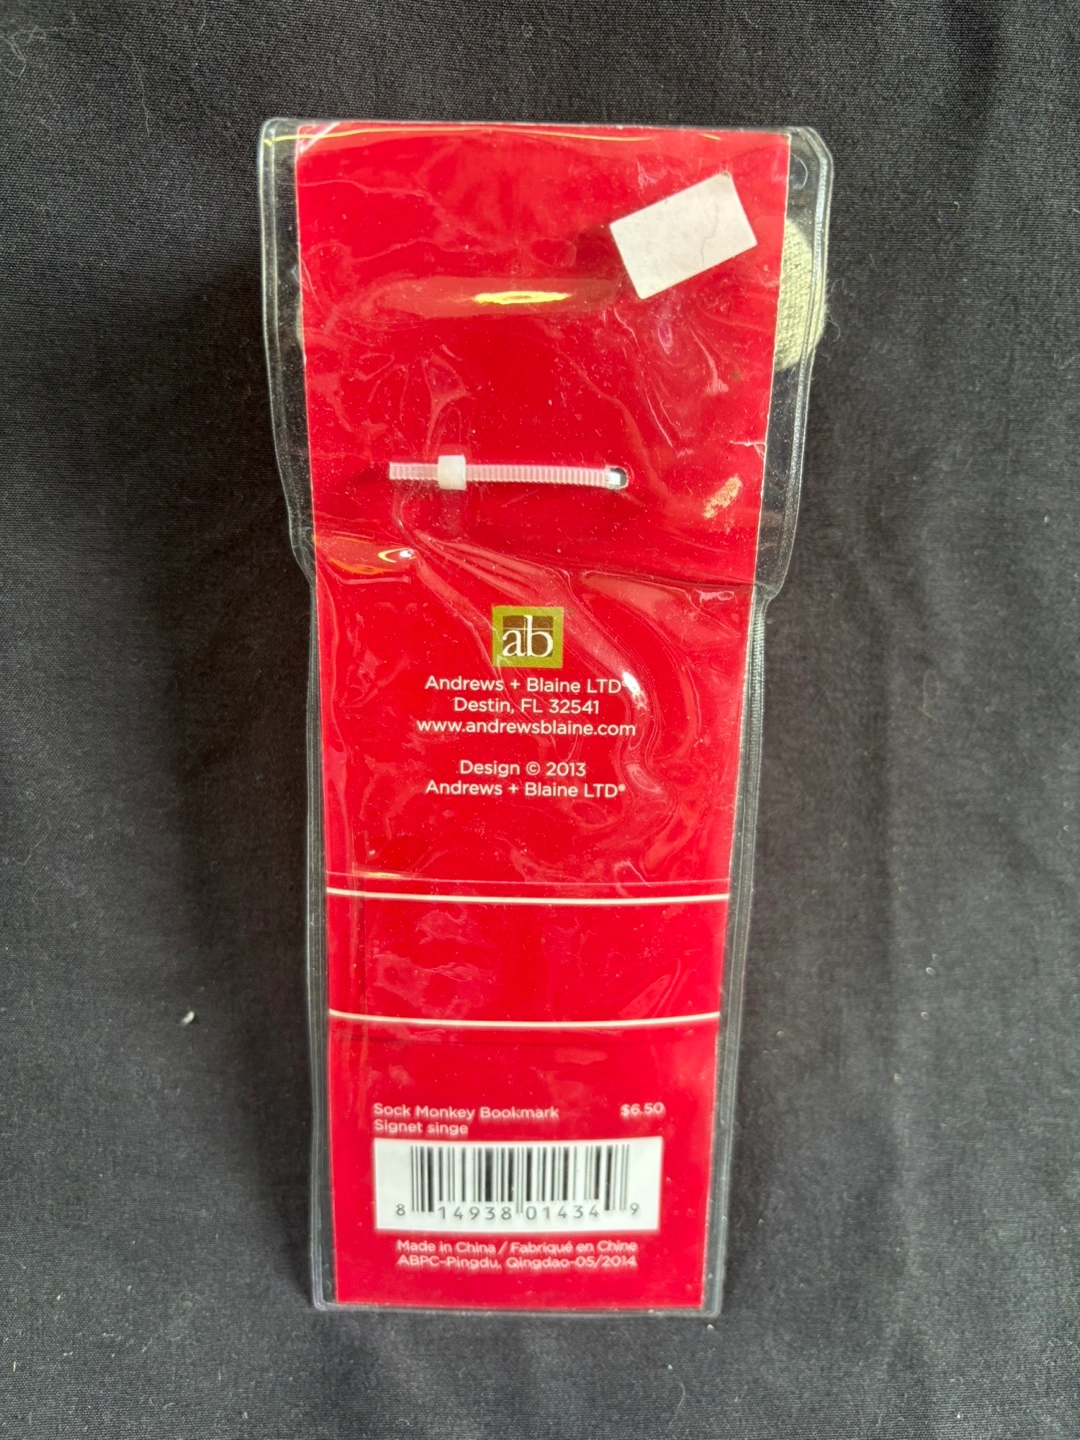 ab
Andrews + Blaine LTD®
Destin, FL 32541
www.andrewsblaine.com
Design © 2013
Andrews + Blaine LTD®
Sock Monkey Bookmark $6.50
Signet singe
8 14938 01434 9
Made in China / Fabriqué en Chine
ABPC-Pingdu, Qingdao-05/2014